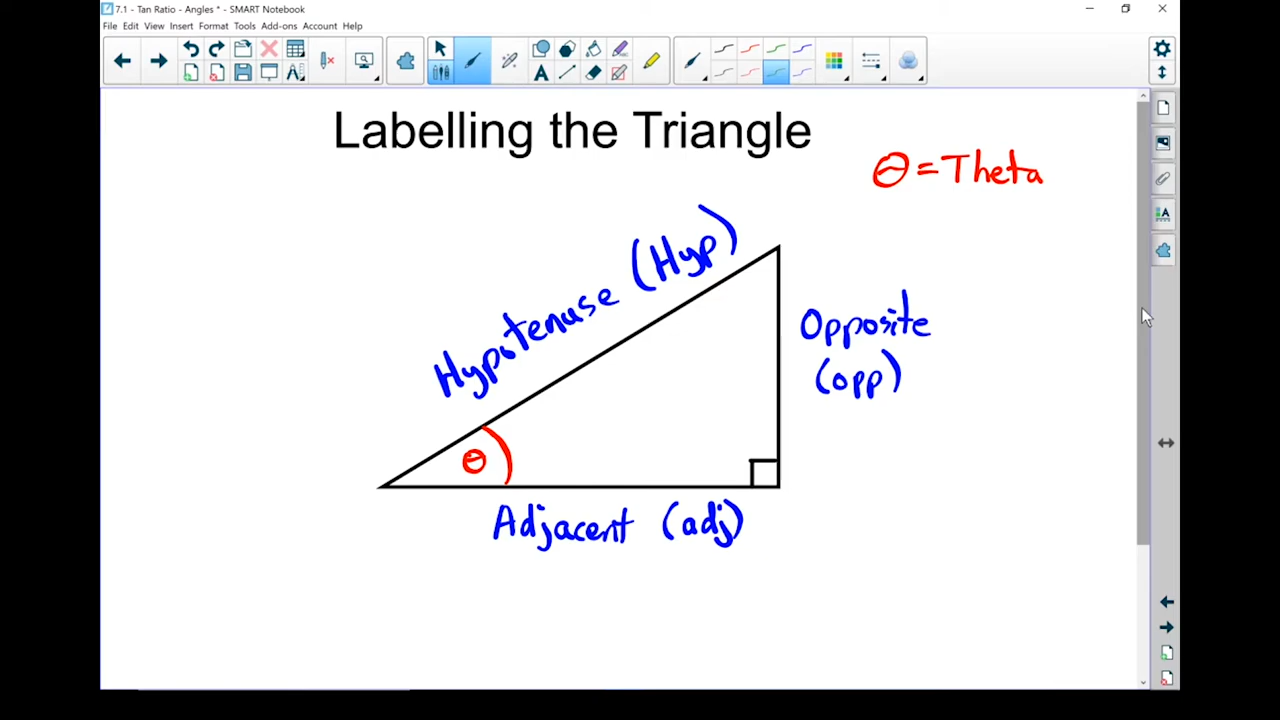 7.1 - Tan Ratio - Angles * - SMART Notebook
File Edit View Insert Format Tools Add-ons Account Help
Labelling the Triangle
Θ = Theta
Hypotenuse (Hyp)
Opposite
(opp)
Θ
Adjacent (adj)